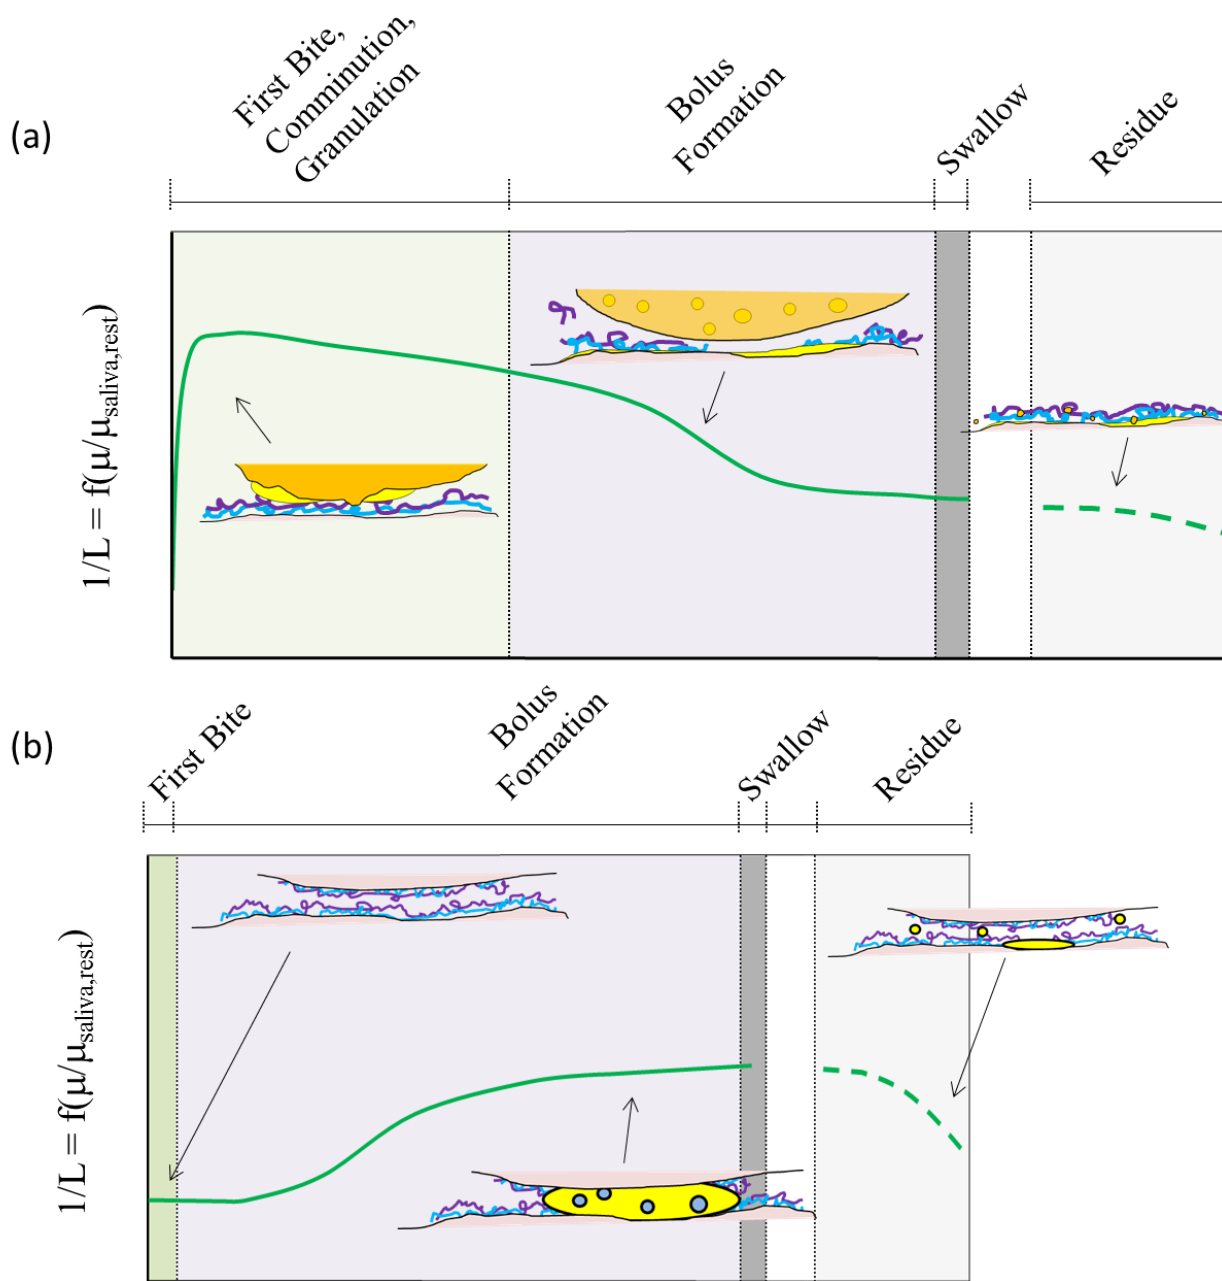 (a)
First Bite,
Comminution,
Granulation
Bolus
Formation
Swallow
Residue
1/L = f(μ/μsaliva,rest)
(b)
First Bite
Bolus
Formation
Swallow
Residue
1/L = f(μ/μsaliva,rest)